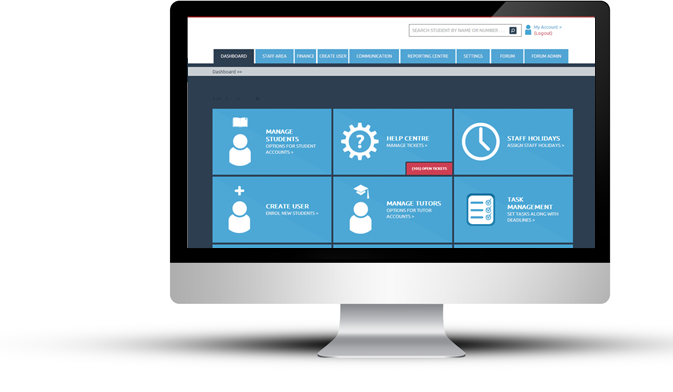 SEARCH STUDENT BY NAME OR NUMBER...
My Account >
(Logout)
DASHBOARD STAFF AREA FINANCE CREATE USER COMMUNICATION REPORTING CENTRE SETTINGS FORUM FORUM ADMIN
Dashboard >>
MANAGE
STUDENTS
OPTIONS FOR STUDENT
ACCOUNTS >
HELP CENTRE
MANAGE TICKETS >
OPEN TICKETS
STAFF HOLIDAYS
ASSIGN STAFF HOLIDAYS >
CREATE USER
ENROL NEW STUDENTS >
MANAGE TUTORS
OPTIONS FOR TUTOR
ACCOUNTS >
TASK
MANAGEMENT
SET TASKS ALONG WITH
DEADLINES >